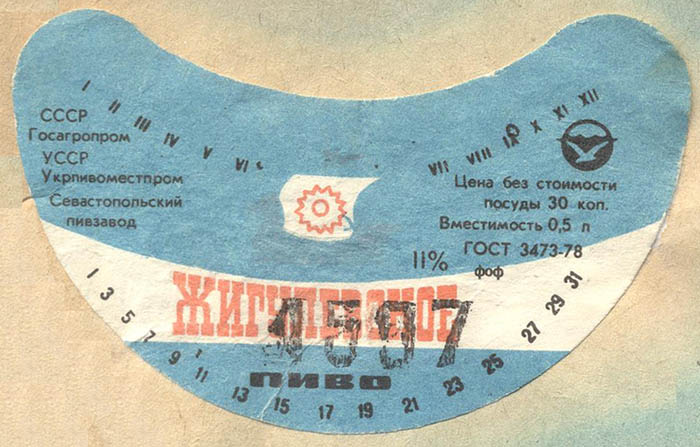 I II III IV V VI VII VIII IX X XI XII
СССР
Госагропром
УССР
Укрпивоместпром
Севастопольский
пивзавод
Цена без стоимости
посуды 30 коп.
Вместимость 0,5 л
11% ГОСТ 3473-78
фоф
ЖИГУЛЕВСКОЕ
4597
ПИВО
1 3 5 7 9 11 13 15 17 19 21 23 25 27 29 31